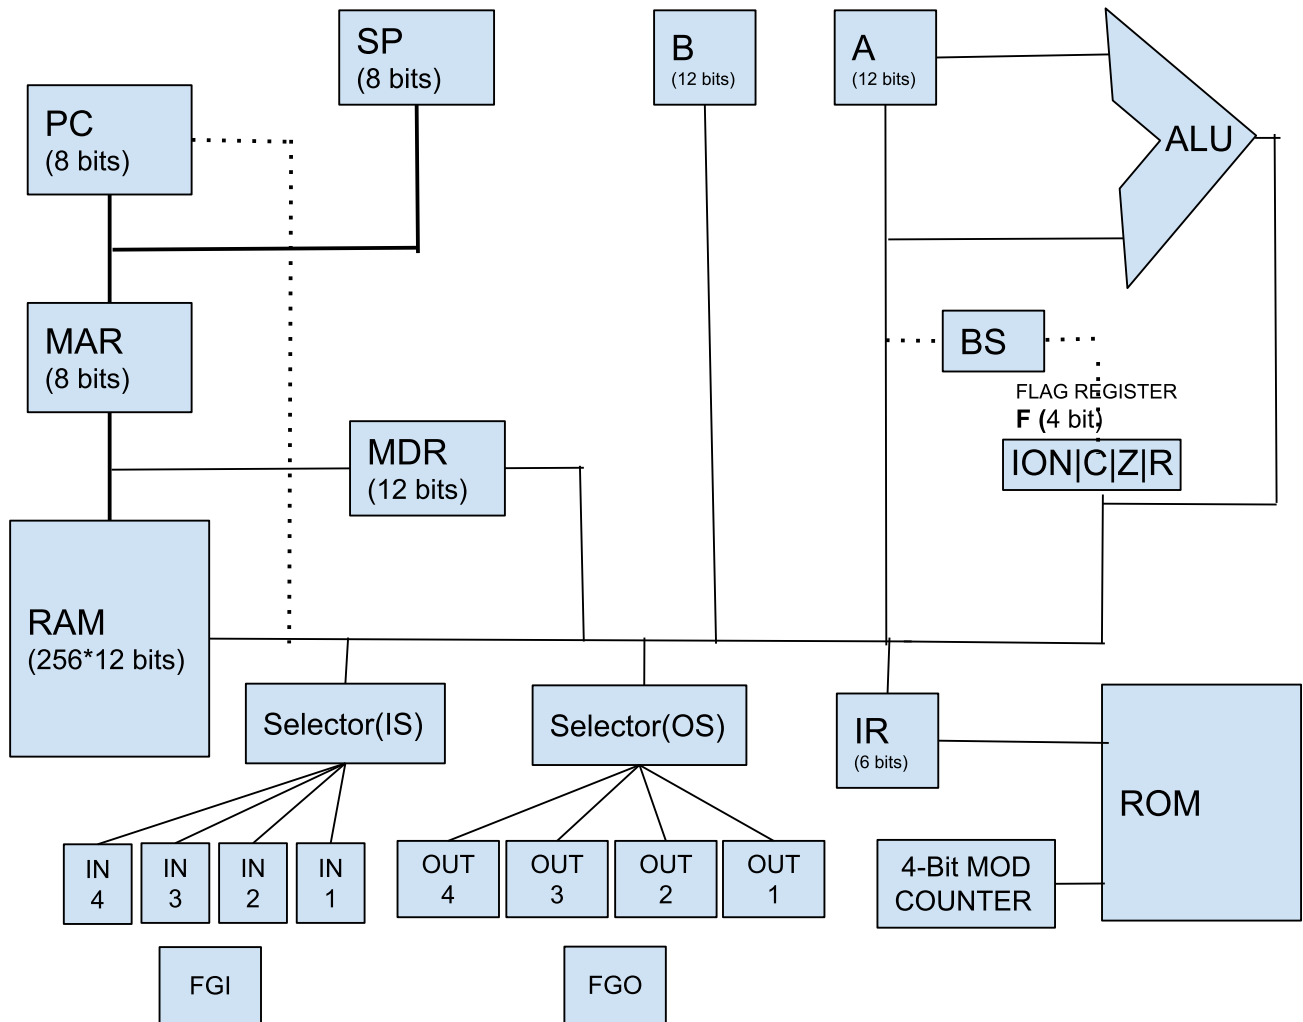 SP
(8 bits)
B
(12 bits)
A
(12 bits)
PC
(8 bits)
ALU
MAR
(8 bits)
BS
FLAG REGISTER
F (4 bit)
ION|C|Z|R
MDR
(12 bits)
RAM
(256*12 bits)
Selector(IS)
Selector(OS)
IR
(6 bits)
ROM
IN
4
IN
3
IN
2
IN
1
OUT
4
OUT
3
OUT
2
OUT
1
4-Bit MOD
COUNTER
FGI
FGO